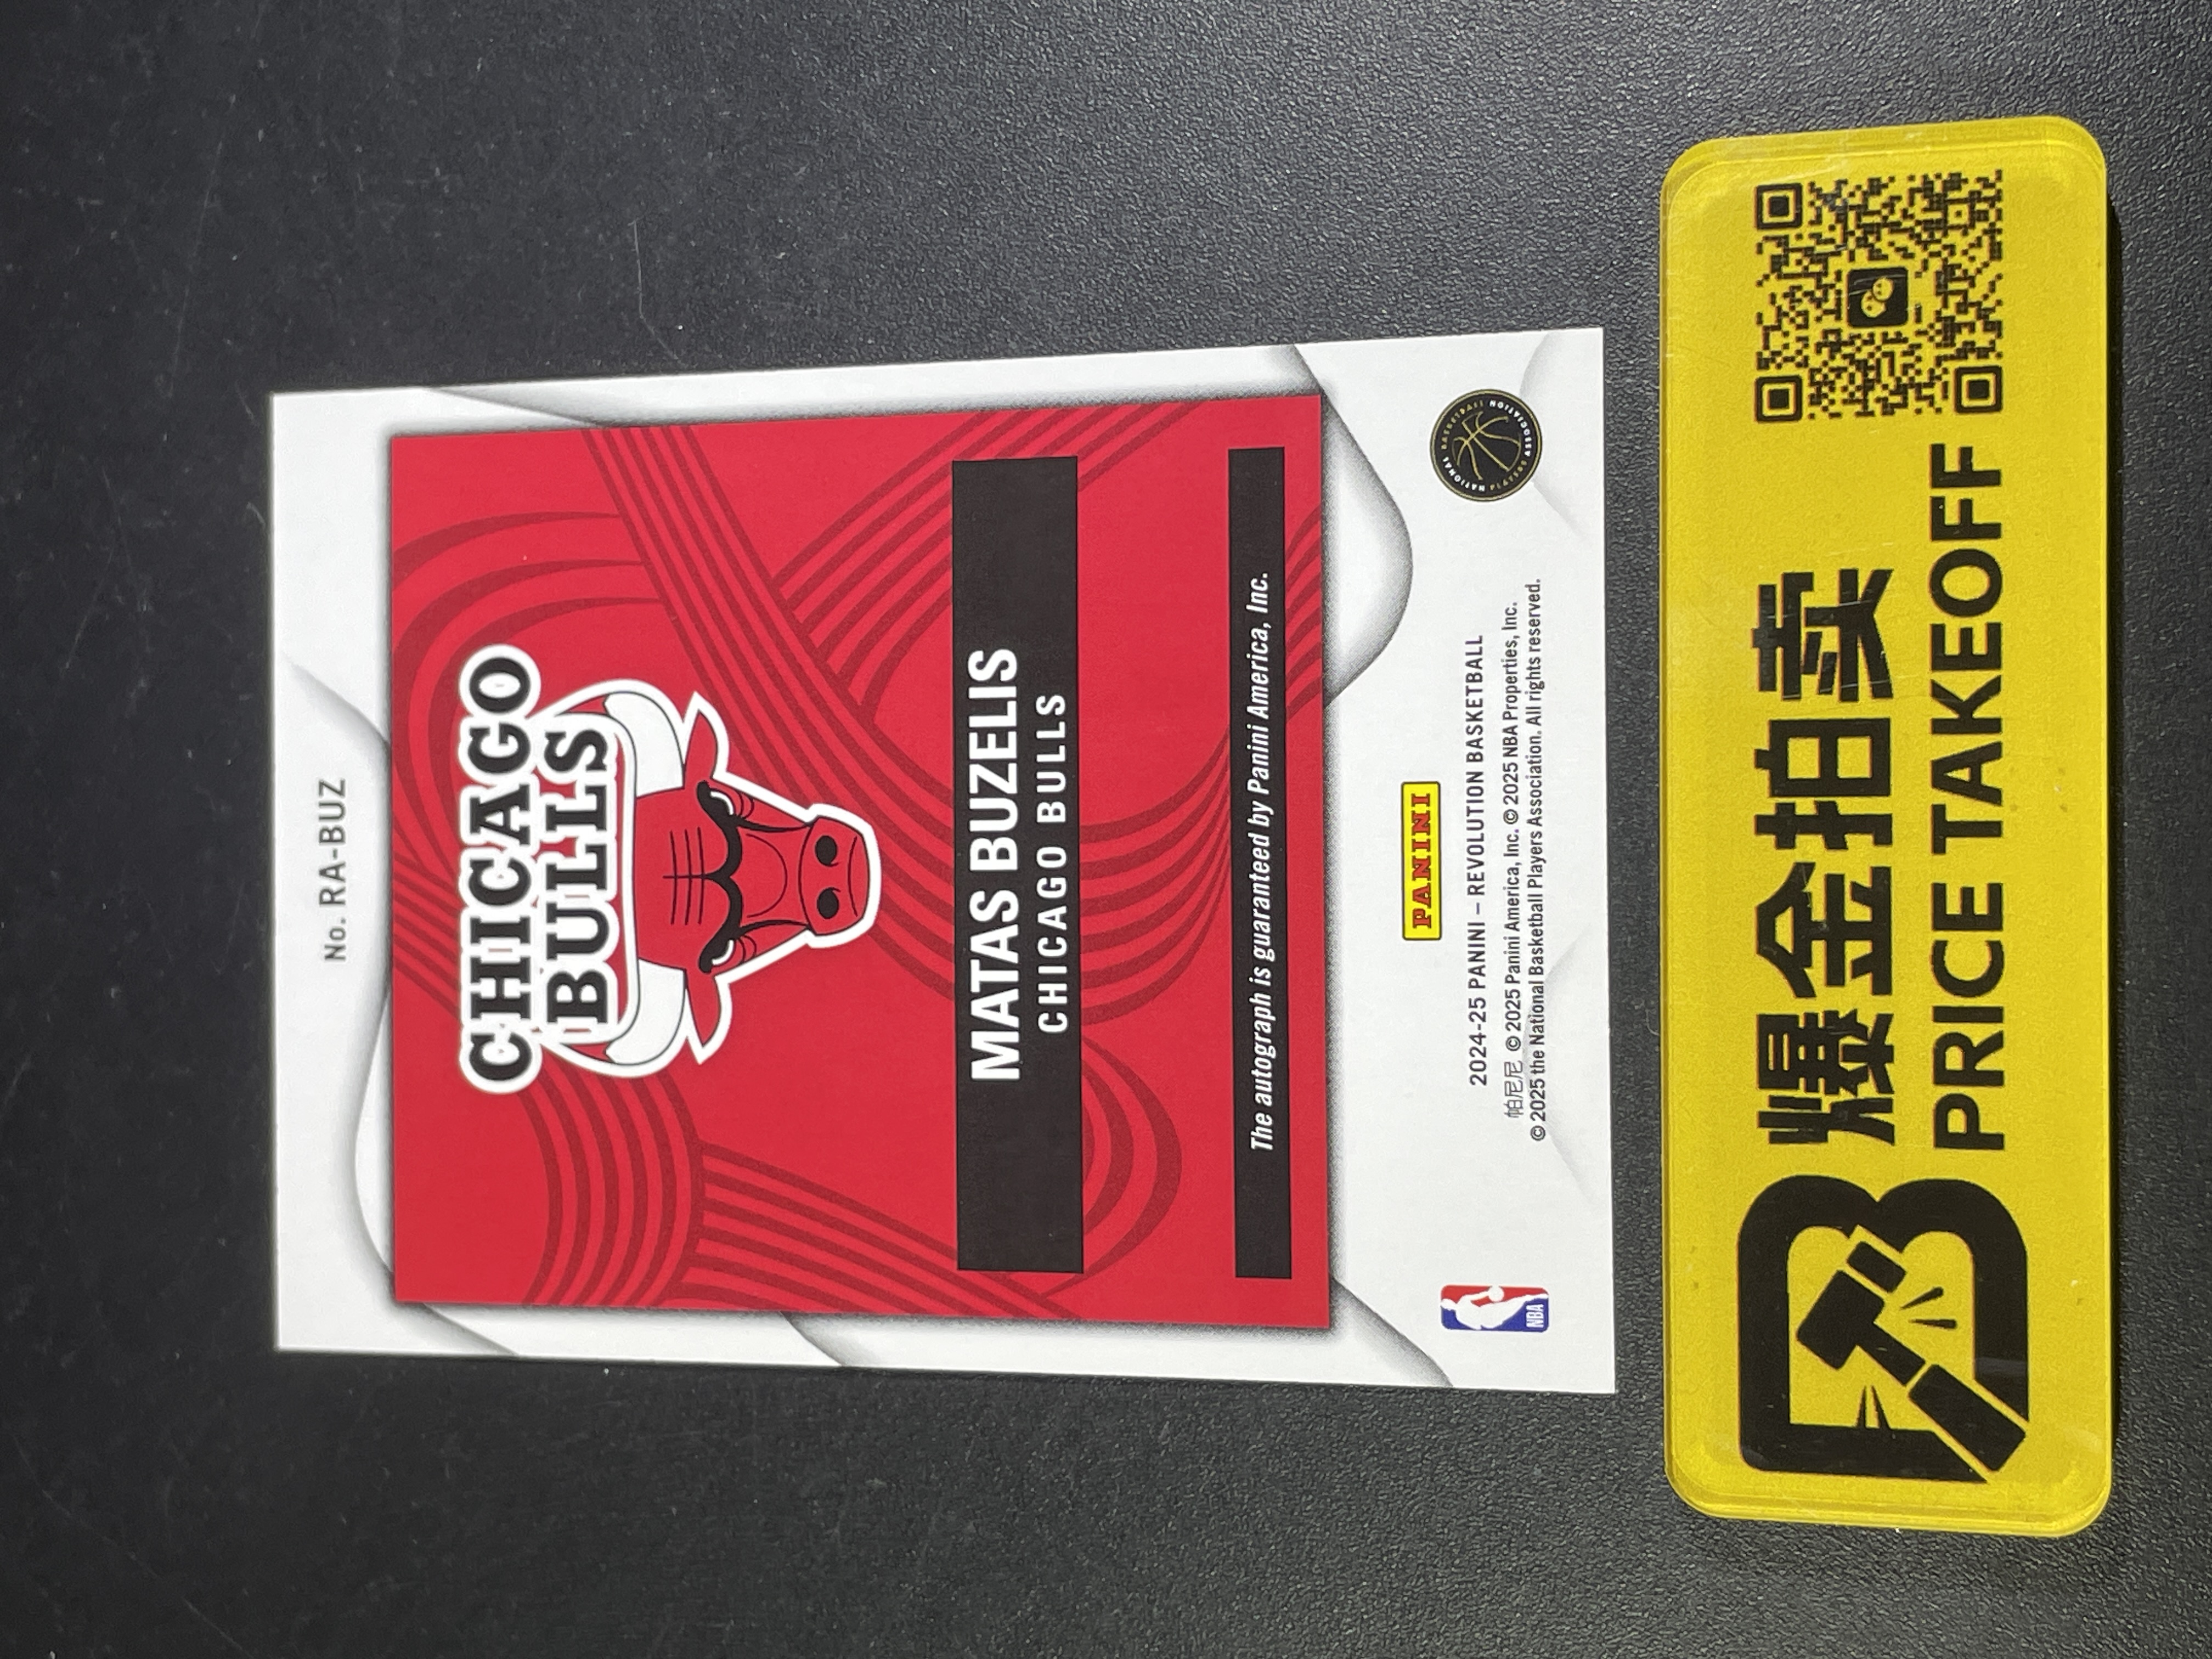 No. RA-BUZ
CHICAGO
BULLS
MATAS BUZELIS
CHICAGO BULLS
The autograph is guaranteed by Panini America, Inc.
PANINI
2024-25 PANINI – REVOLUTION BASKETBALL
帕尼尼 © 2025 Panini America, Inc. © 2025 NBA Properties, Inc.
© 2025 the National Basketball Players Association. All rights reserved.
NBA
NATIONAL BASKETBALL
PLAYERS ASSOCIATION
爆金拍卖
PRICE TAKEOFF